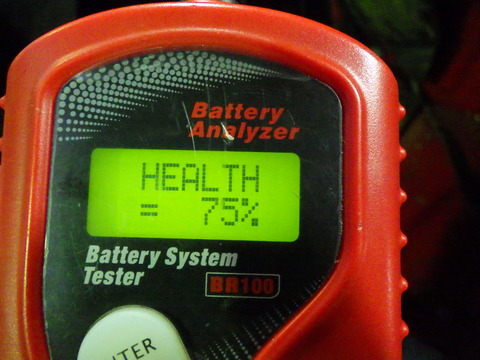 Battery
Analyzer
HEALTH
= 75%
Battery System
Tester
BR100